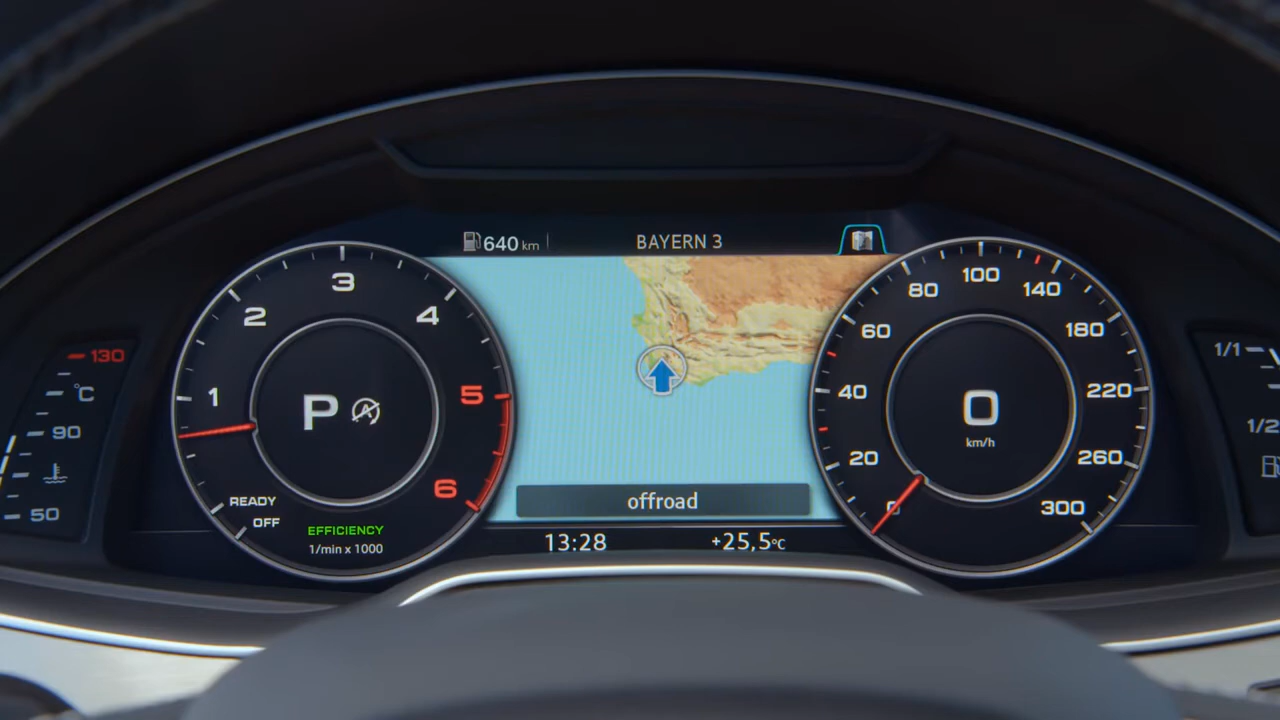 640 km
BAYERN 3
130
°C
90
50
1
2
3
4
5
6
P
A
READY
OFF
EFFICIENCY
1/min x 1000
offroad
13:28
+25,5°C
0
20
40
60
80
100
140
180
220
260
300
0
km/h
1/1
1/2